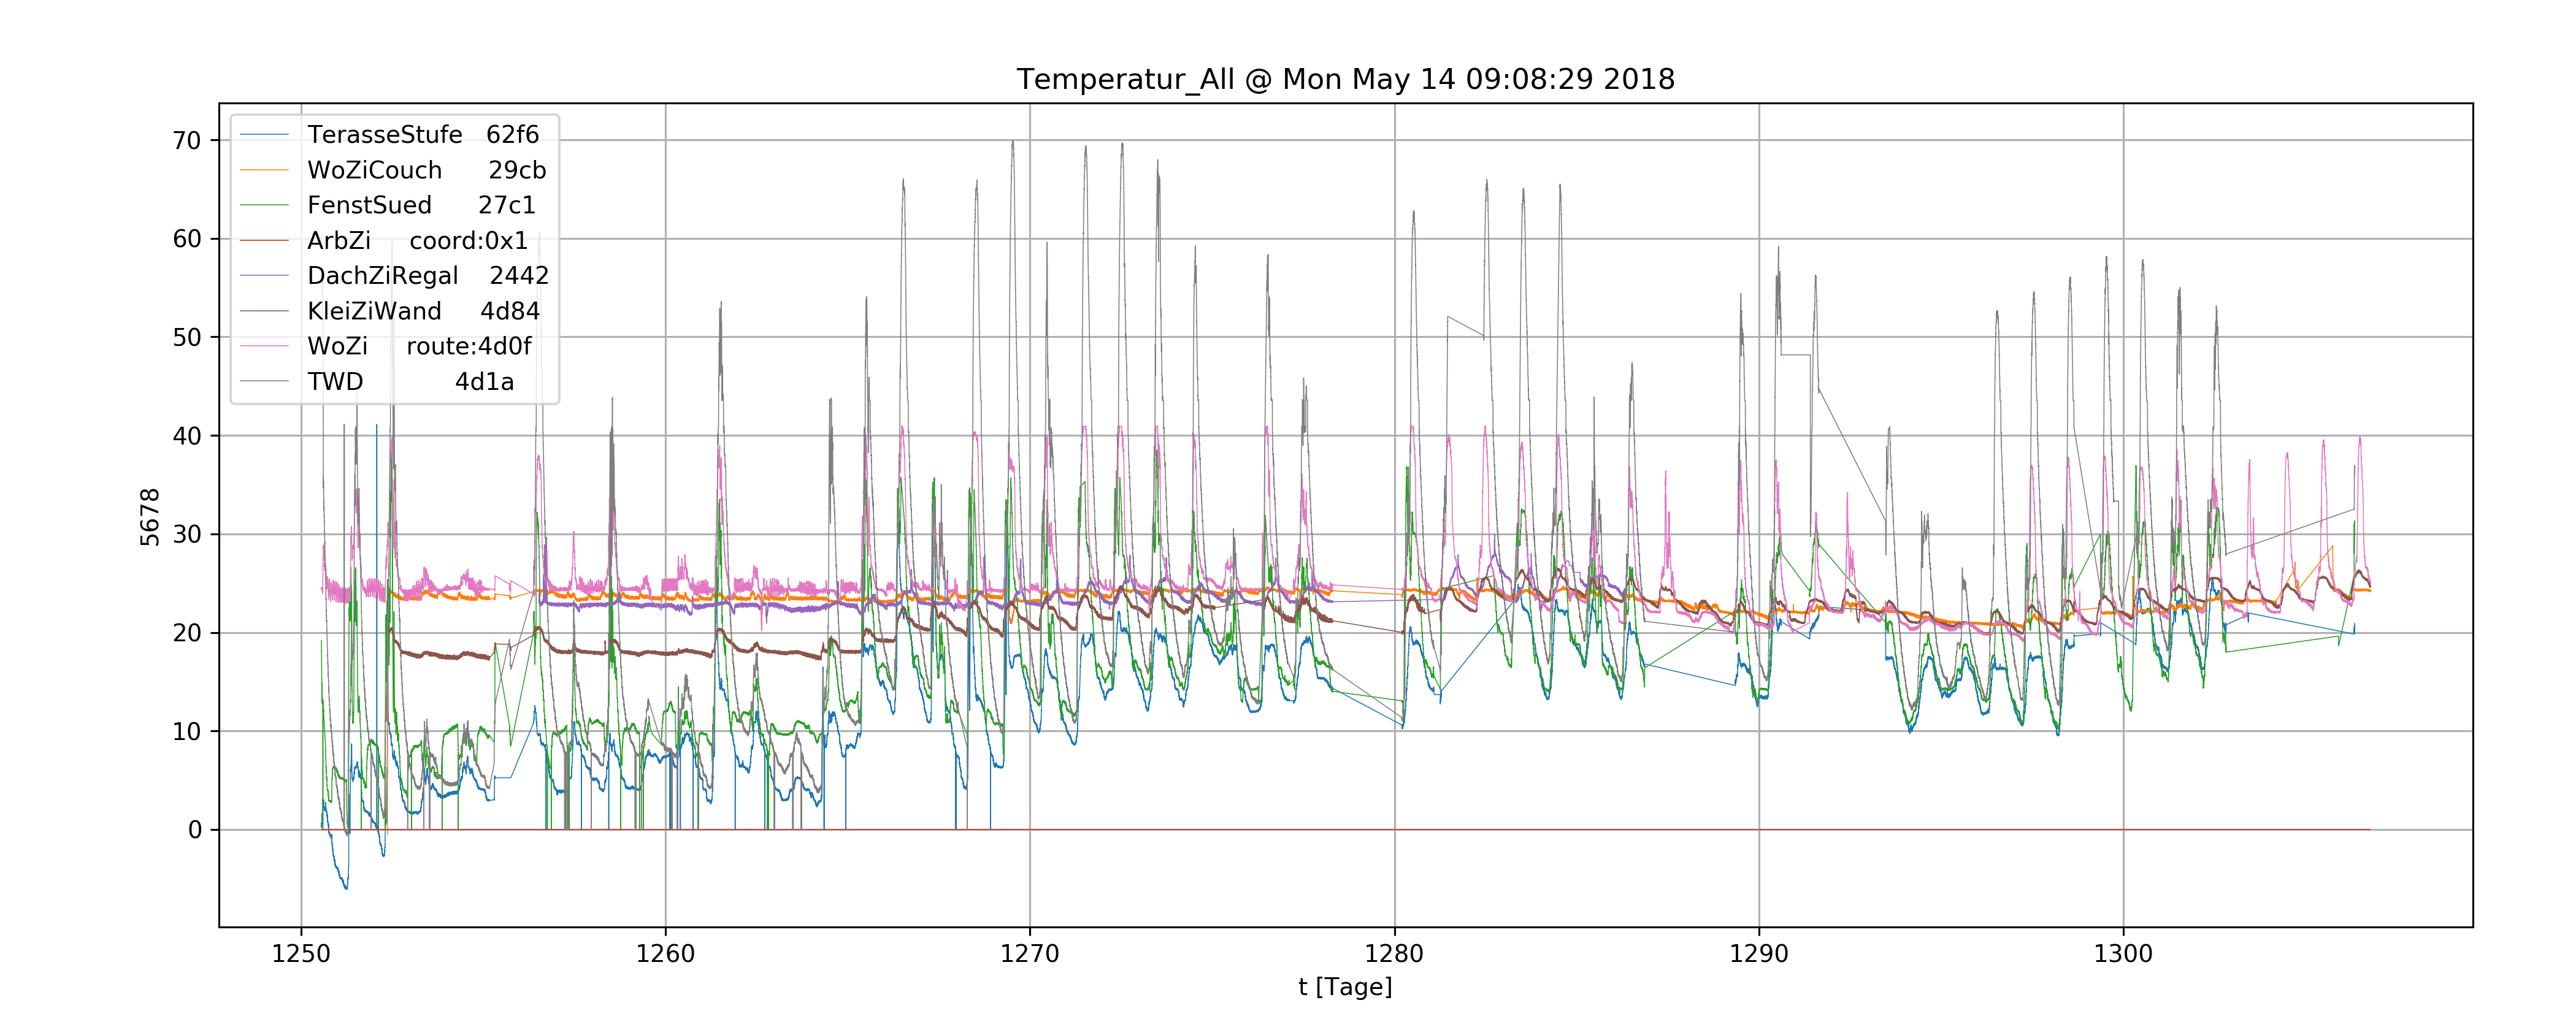 Temperatur_All @ Mon May 14 09:08:29 2018
70
60
50
40
30
20
10
0
5678
TerasseStufe 62f6
WoZiCouch 29cb
FenstSued 27c1
ArbZi coord:0x1
DachZiRegal 2442
KleiZiWand 4d84
WoZi route:4d0f
TWD 4d1a
1250 1260 1270 1280 1290 1300
t [Tage]